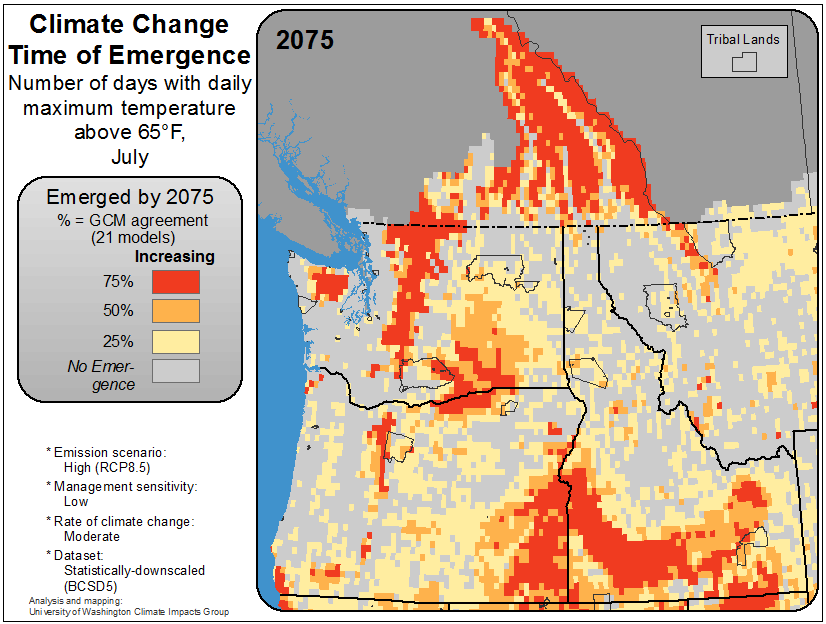 Climate Change
Time of Emergence
Number of days with daily
maximum temperature
above 65°F,
July
2075
Tribal Lands
Emerged by 2075
% = GCM agreement
(21 models)
Increasing
75%
50%
25%
No Emer-
gence
* Emission scenario:
High (RCP8.5)
* Management sensitivity:
Low
* Rate of climate change:
Moderate
* Dataset:
Statistically-downscaled
(BCSD5)
Analysis and mapping:
University of Washington Climate Impacts Group